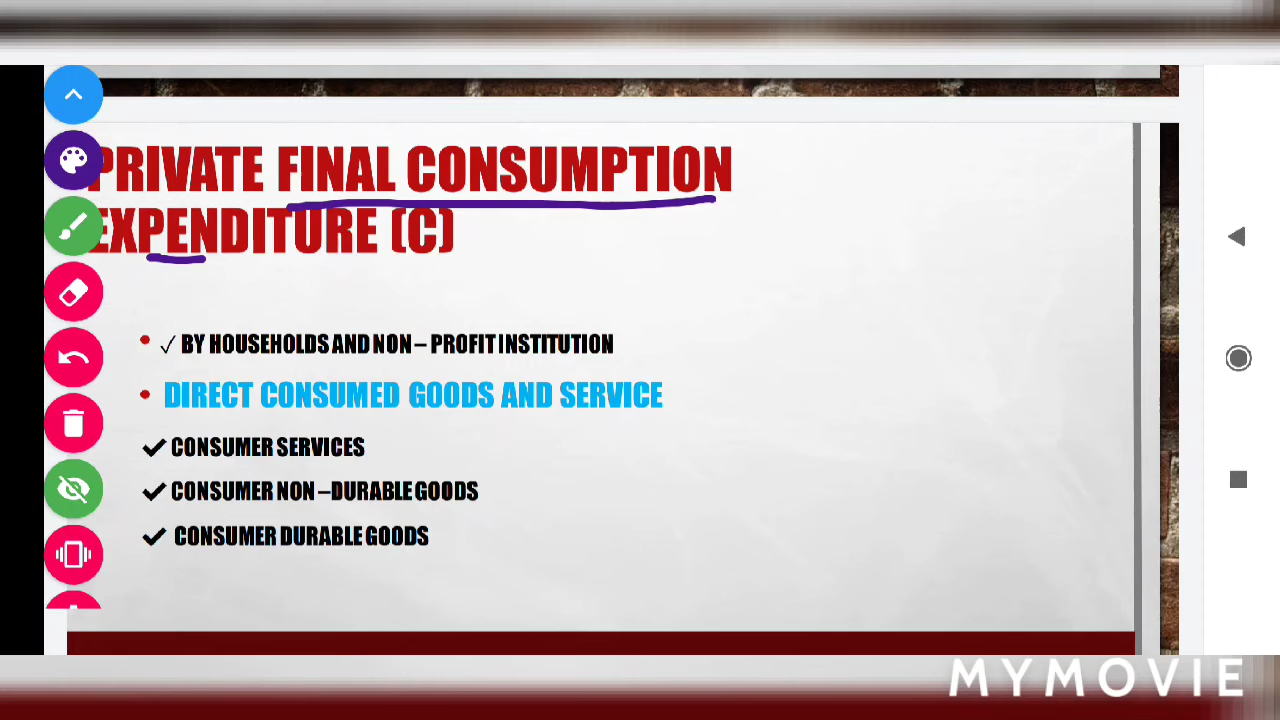 PRIVATE FINAL CONSUMPTION
EXPENDITURE (C)
• ✓ BY HOUSEHOLDS AND NON – PROFIT INSTITUTION
• DIRECT CONSUMED GOODS AND SERVICE
✔ CONSUMER SERVICES
✔ CONSUMER NON –DURABLE GOODS
✔ CONSUMER DURABLE GOODS
MYMOVIE